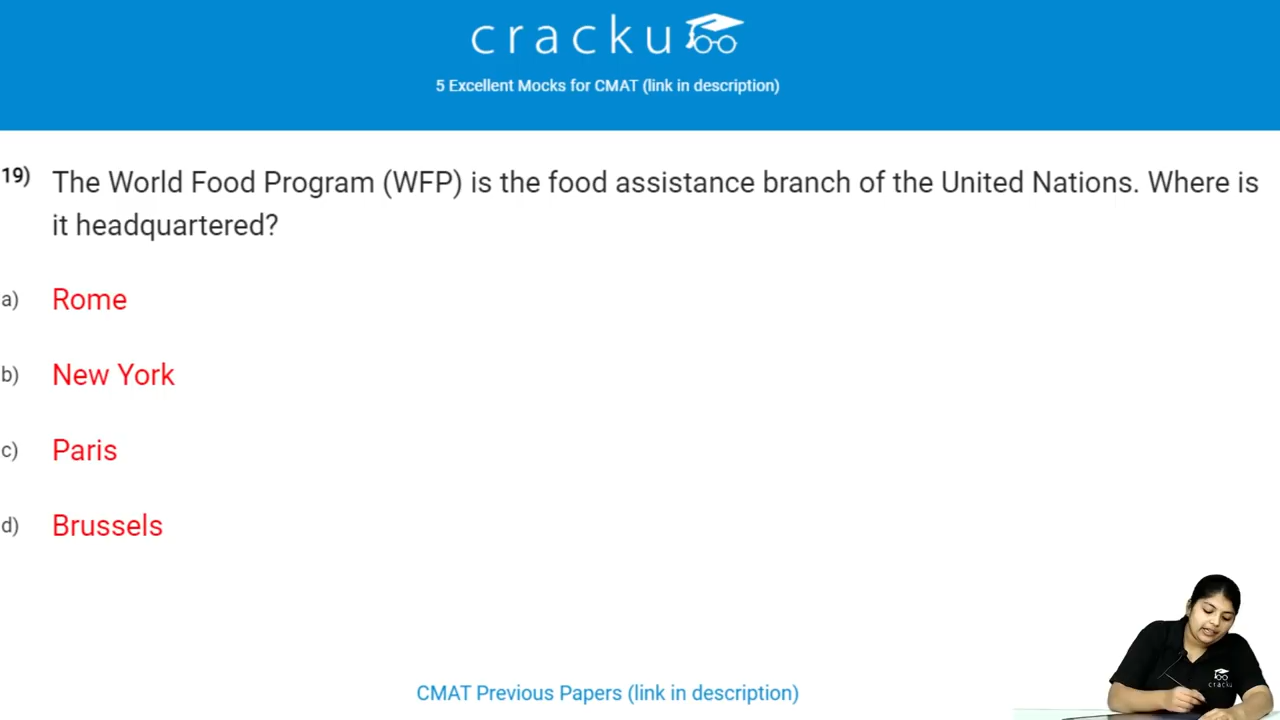 cracku
5 Excellent Mocks for CMAT (link in description)
19) The World Food Program (WFP) is the food assistance branch of the United Nations. Where is
it headquartered?
a) Rome
b) New York
c) Paris
d) Brussels
cracku
CMAT Previous Papers (link in description)